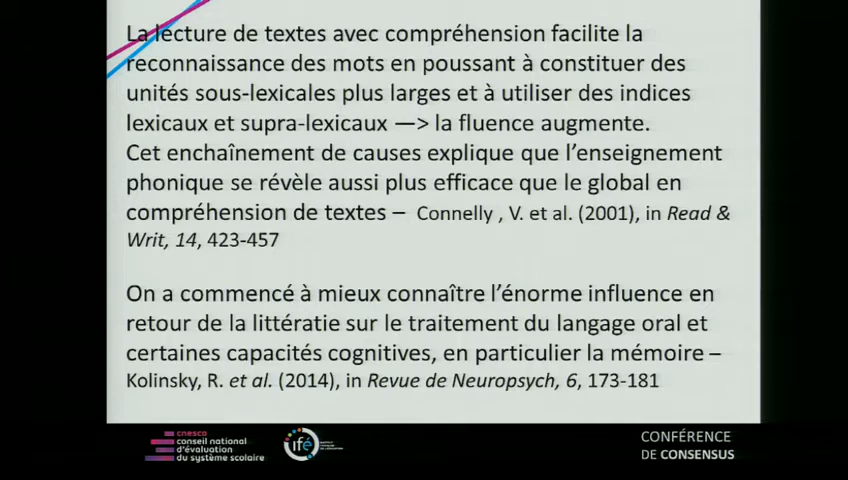 La lecture de textes avec compréhension facilite la
reconnaissance des mots en poussant à constituer des
unités sous-lexicales plus larges et à utiliser des indices
lexicaux et supra-lexicaux —> la fluence augmente.
Cet enchaînement de causes explique que l'enseignement
phonique se révèle aussi plus efficace que le global en
compréhension de textes – Connelly , V. et al. (2001), in Read &
Writ, 14, 423-457
On a commencé à mieux connaître l'énorme influence en
retour de la littératie sur le traitement du langage oral et
certaines capacités cognitives, en particulier la mémoire –
Kolinsky, R. et al. (2014), in Revue de Neuropsych, 6, 173-181
cnesco
conseil national
d'évaluation
du système scolaire
ifé
CONFÉRENCE
DE CONSENSUS